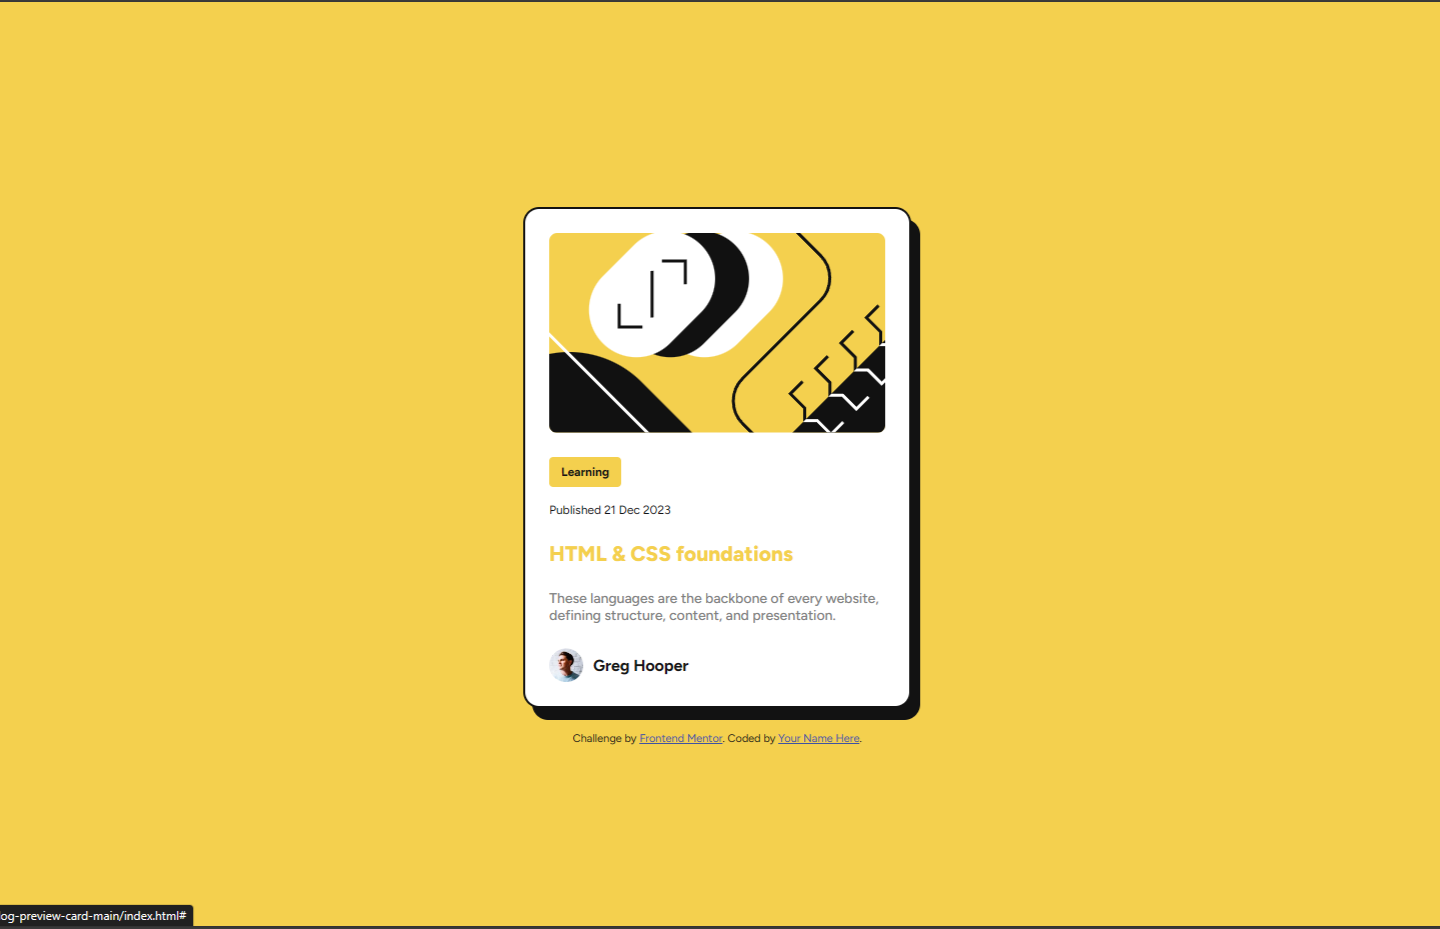 Learning
Published 21 Dec 2023
HTML & CSS foundations
These languages are the backbone of every website,
defining structure, content, and presentation.
Greg Hooper
Challenge by Frontend Mentor. Coded by Your Name Here.
og-preview-card-main/index.html#